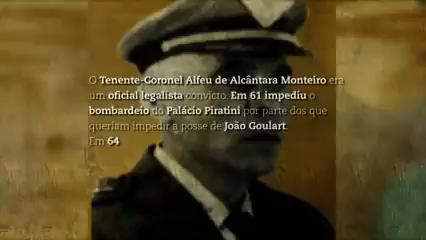 O Tenente-Coronel Alfeu de Alcântara Monteiro era
um oficial legalista convicto. Em 61 impediu o
bombardeio do Palácio Piratini por parte dos que
queriam impedir a posse de João Goulart.
Em 64